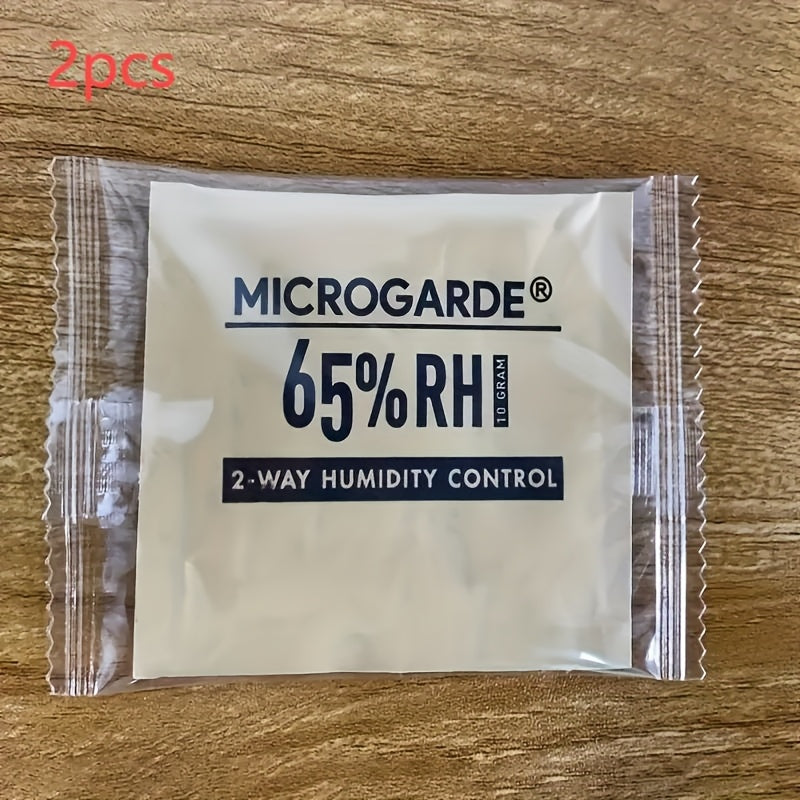 2pcs
MICROGARDE®
65%RH 10 GRAM
2-WAY HUMIDITY CONTROL